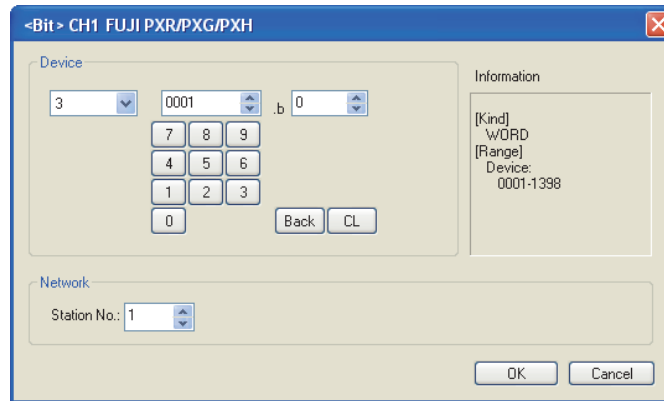 <Bit> CH1 FUJI PXR/PXG/PXH
Device
3 0001 .b 0
7 8 9
4 5 6
1 2 3
0 Back CL
Information
[Kind]
WORD
[Range]
Device:
0001-1398
Network
Station No.: 1
OK Cancel